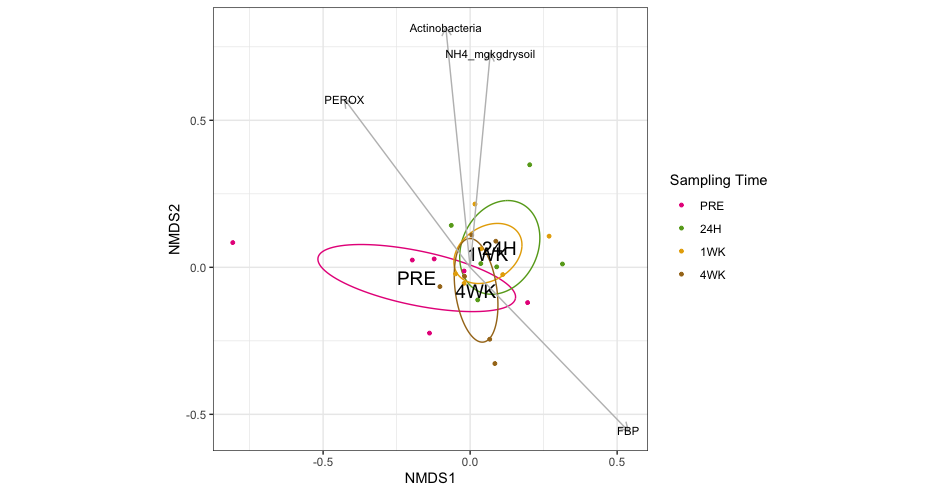 Actinobacteria
NH4_mgkgdrysoil
PEROX
0.5
Sampling Time
PRE
24H
1WK
4WK
NMDS2
24H
1WK
0.0
PRE
4WK
-0.5
FBP
-0.5
0.0
0.5
NMDS1